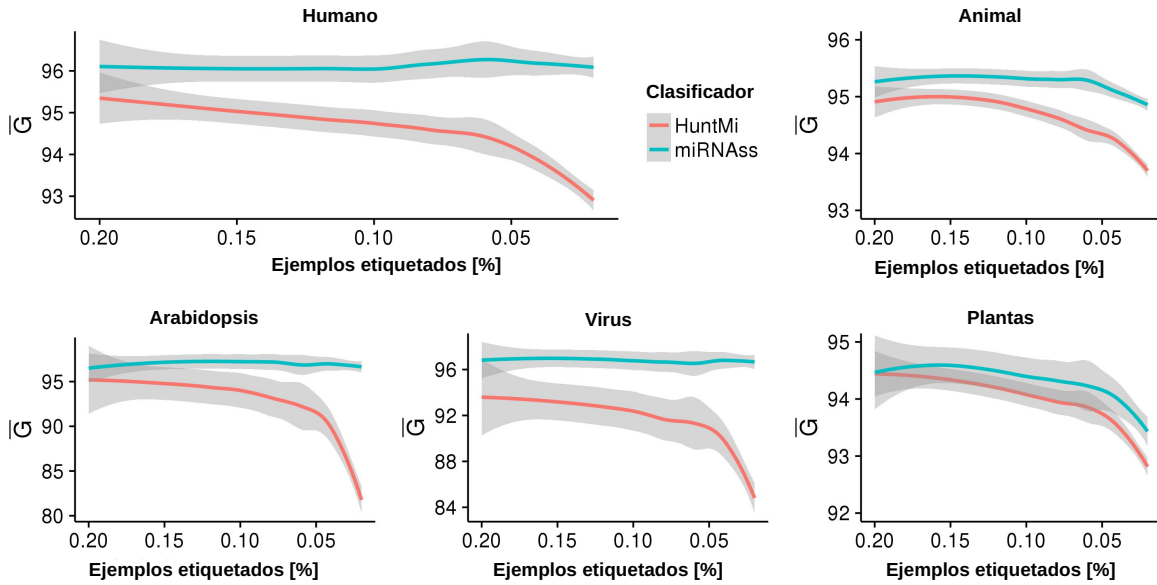 Humano
96
95
94
93
G
0.20 0.15 0.10 0.05
Ejemplos etiquetados [%]
Clasificador
HuntMi
miRNAss
Animal
96
95
94
93
G
0.20 0.15 0.10 0.05
Ejemplos etiquetados [%]
Arabidopsis
95
90
85
80
G
0.20 0.15 0.10 0.05
Ejemplos etiquetados [%]
Virus
96
92
88
84
G
0.20 0.15 0.10 0.05
Ejemplos etiquetados [%]
Plantas
95
94
93
92
G
0.20 0.15 0.10 0.05
Ejemplos etiquetados [%]